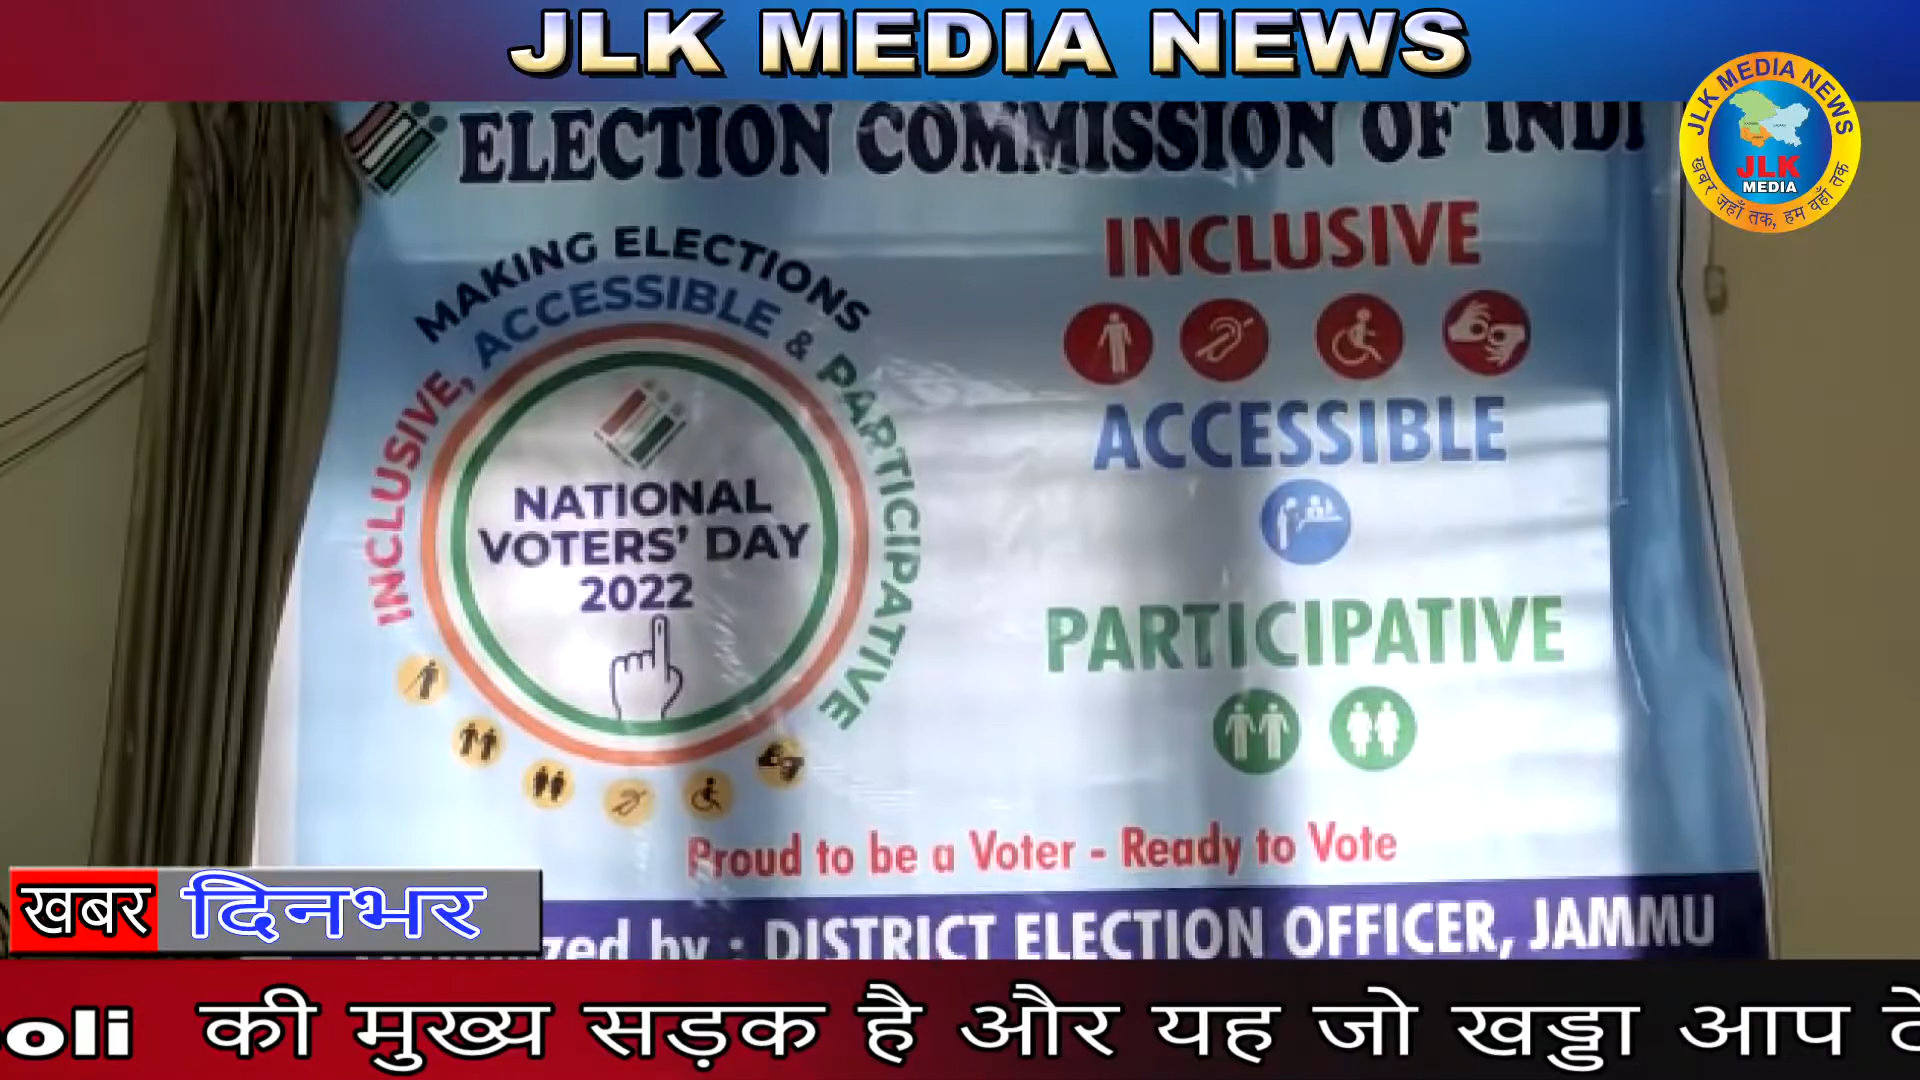 JLK MEDIA NEWS
JLK MEDIA NEWS
JLK
MEDIA
खबर जहाँ तक, हम वहाँ तक
ELECTION COMMISSION OF INDI
MAKING ELECTIONS
INCLUSIVE, ACCESSIBLE & PARTICIPATIVE
NATIONAL
VOTERS' DAY
2022
INCLUSIVE
ACCESSIBLE
PARTICIPATIVE
Proud to be a Voter - Ready to Vote
by : DISTRICT ELECTION OFFICER, JAMMU
खबर दिनभर
की मुख्य सड़क है और यह जो खड्डा आप